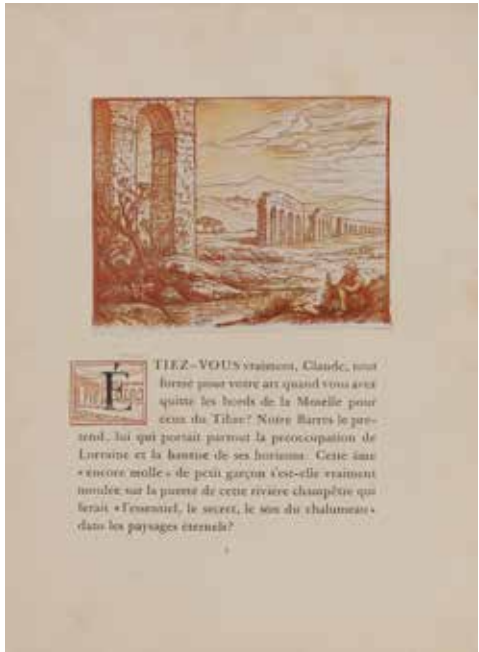 ÉTIEZ-VOUS vraiment, Claude, tout
formé pour votre art quand vous avez
quitté les bords de la Moselle pour
ceux du Tibre? Notre Barrès le pré-
tend, lui qui portait partout la préoccupation de
Lorraine et la hantise de ses horizons. Cette âme
«encore molle» de petit garçon s'est-elle vraiment
moulée sur la pureté de cette rivière champêtre qui
serait «l'essentiel, le secret, le son du chalumeau»
dans les paysages éternels?